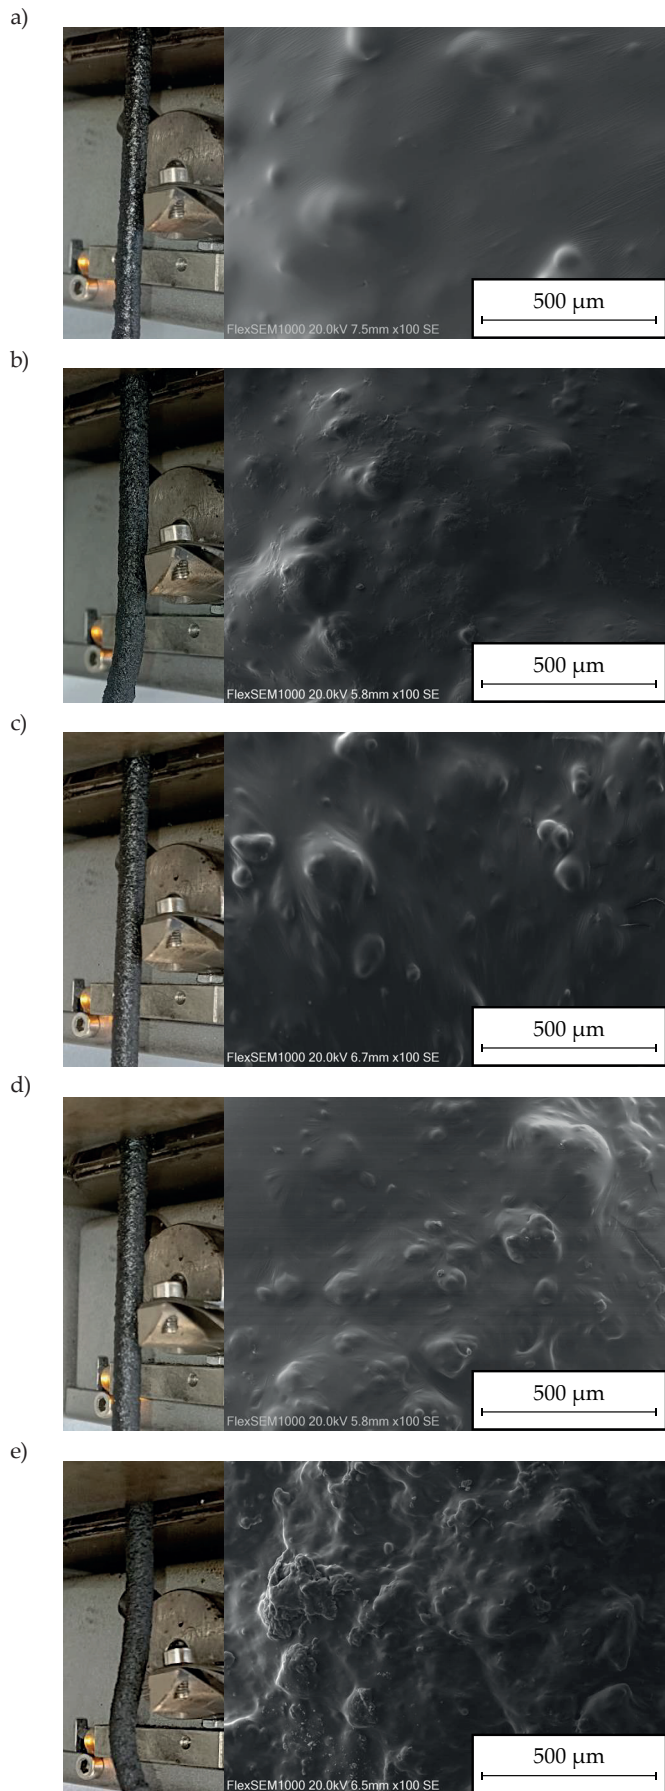 a)
500 µm
FlexSEM1000 20.0kV 7.5mm x100 SE
b)
500 µm
FlexSEM1000 20.0kV 5.8mm x100 SE
c)
500 µm
FlexSEM1000 20.0kV 6.7mm x100 SE
d)
500 µm
FlexSEM1000 20.0kV 5.8mm x100 SE
e)
500 µm
FlexSEM1000 20.0kV 6.5mm x100 SE